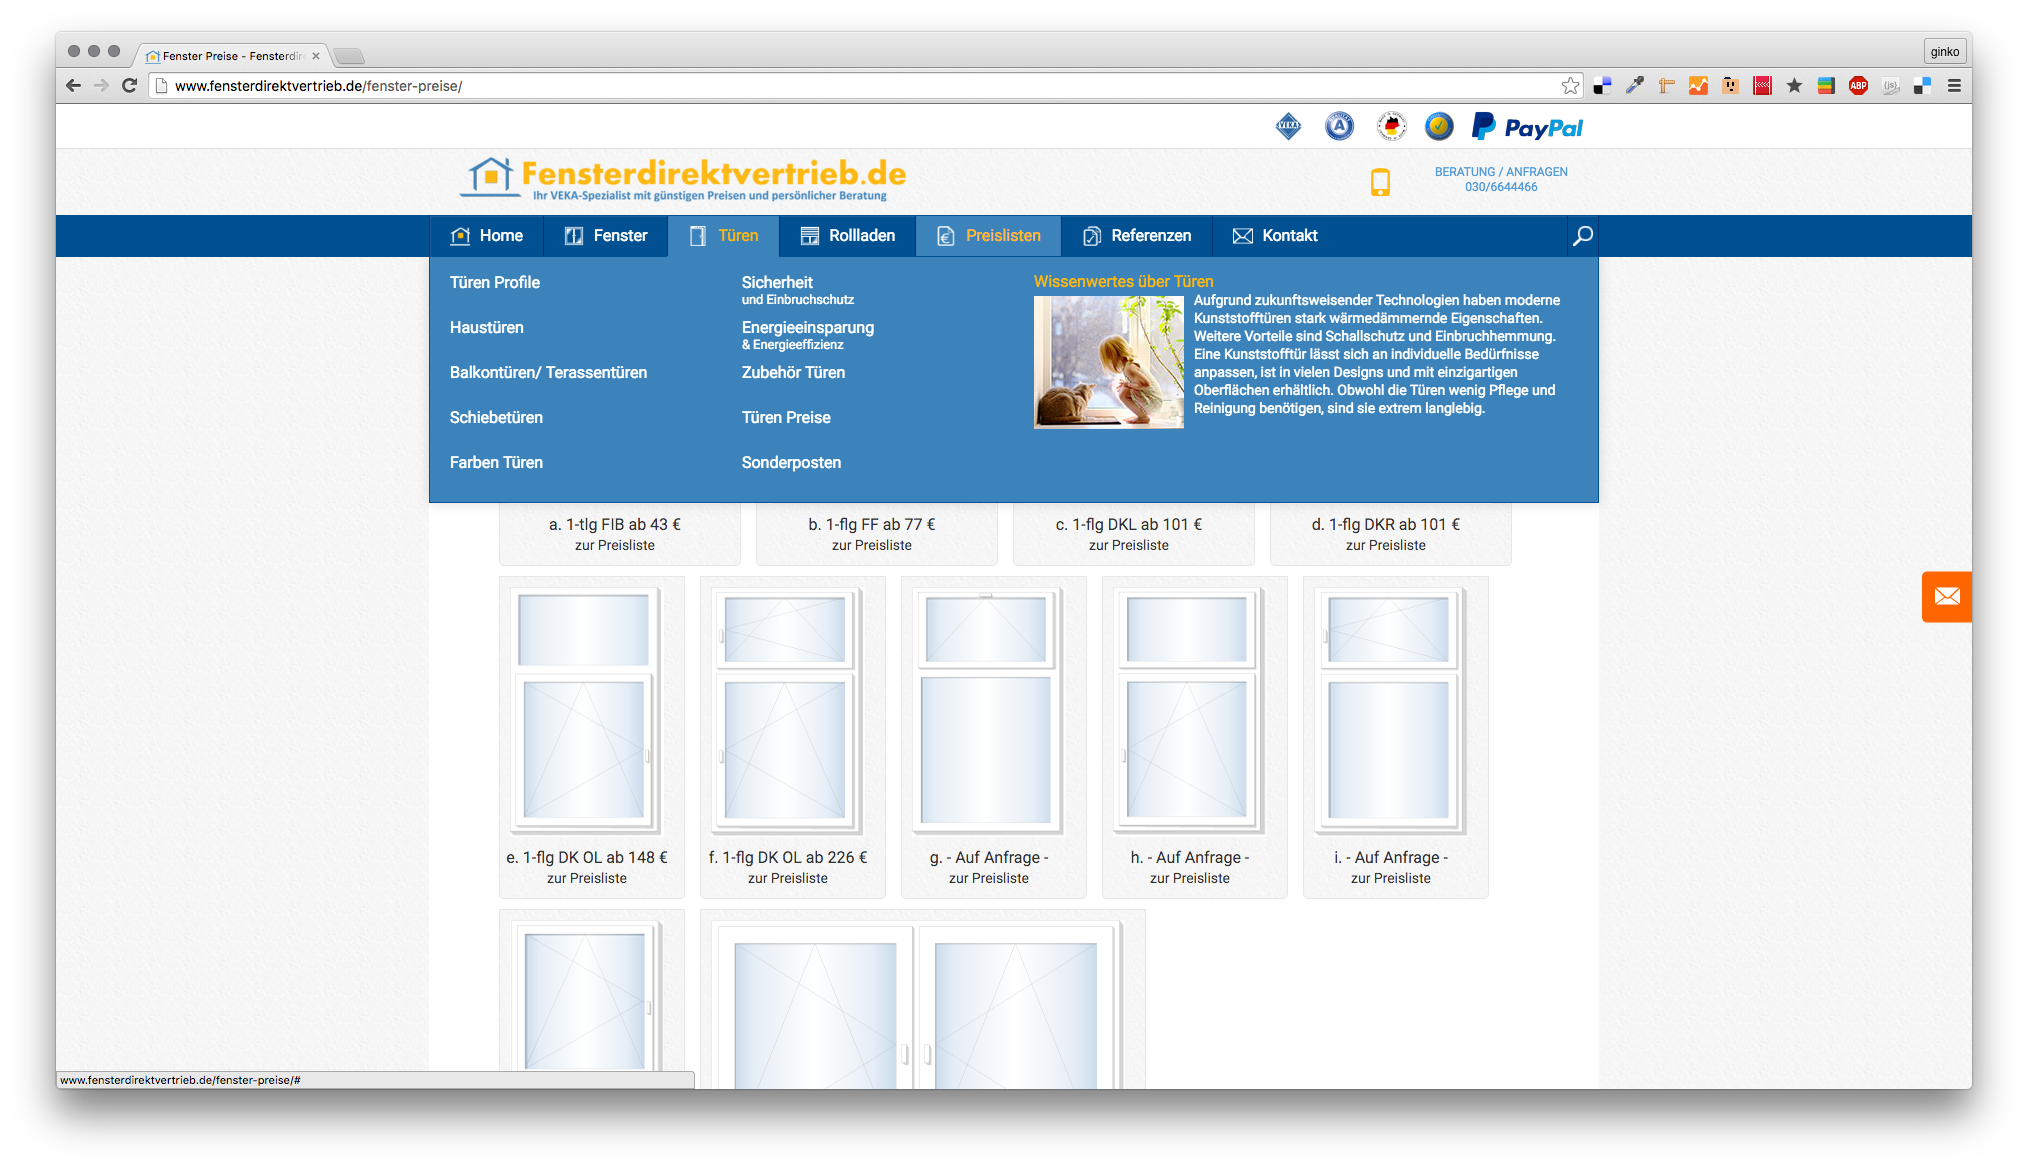 Fenster Preise - Fensterdir
ginko
www.fensterdirektvertrieb.de/fenster-preise/
ABP
{js}
VEKA
A
PayPal
Fensterdirektvertrieb.de
Ihr VEKA-Spezialist mit günstigen Preisen und persönlicher Beratung
BERATUNG / ANFRAGEN
030/6644466
Home
Fenster
Türen
Rollladen
Preislisten
Referenzen
Kontakt
Türen Profile
Haustüren
Balkontüren/ Terassentüren
Schiebetüren
Farben Türen
Sicherheit
und Einbruchschutz
Energieeinsparung
& Energieeffizienz
Zubehör Türen
Türen Preise
Sonderposten
Wissenwertes über Türen
Aufgrund zukunftsweisender Technologien haben moderne
Kunststofftüren stark wärmedämmernde Eigenschaften.
Weitere Vorteile sind Schallschutz und Einbruchhemmung.
Eine Kunststofftür lässt sich an individuelle Bedürfnisse
anpassen, ist in vielen Designs und mit einzigartigen
Oberflächen erhältlich. Obwohl die Türen wenig Pflege und
Reinigung benötigen, sind sie extrem langlebig.
a. 1-tlg FIB ab 43 €
zur Preisliste
b. 1-flg FF ab 77 €
zur Preisliste
c. 1-flg DKL ab 101 €
zur Preisliste
d. 1-flg DKR ab 101 €
zur Preisliste
e. 1-flg DK OL ab 148 €
zur Preisliste
f. 1-flg DK OL ab 226 €
zur Preisliste
g. - Auf Anfrage -
zur Preisliste
h. - Auf Anfrage -
zur Preisliste
i. - Auf Anfrage -
zur Preisliste
www.fensterdirektvertrieb.de/fenster-preise/#